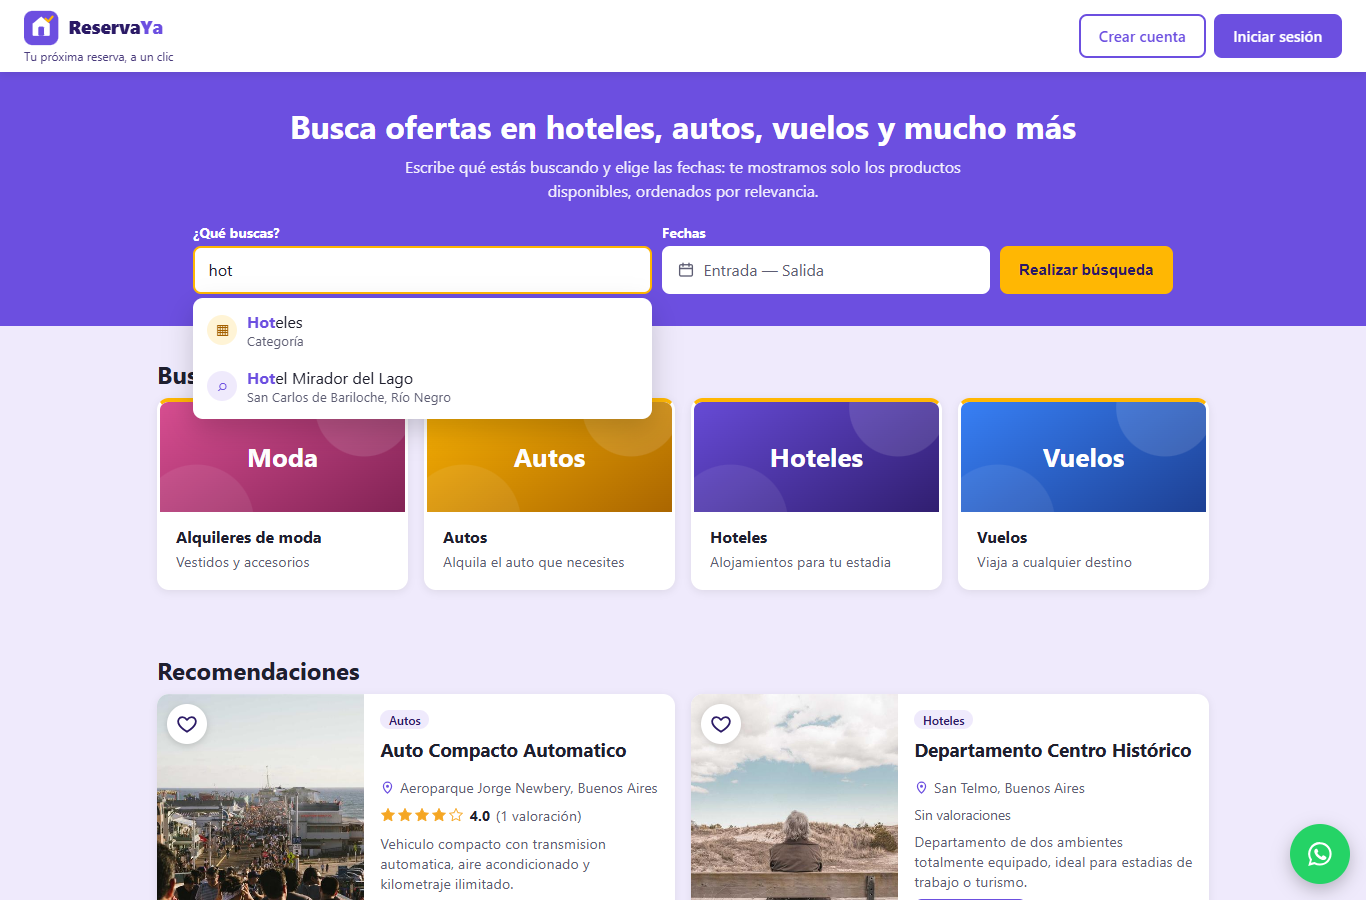 ReservaYa
Tu próxima reserva, a un clic
Crear cuenta
Iniciar sesión
Busca ofertas en hoteles, autos, vuelos y mucho más
Escribe qué estás buscando y elige las fechas: te mostramos solo los productos
disponibles, ordenados por relevancia.
¿Qué buscas?
Fechas
hot
Entrada — Salida
Realizar búsqueda
Hoteles
Categoría
Hotel Mirador del Lago
San Carlos de Bariloche, Río Negro
Moda
Autos
Hoteles
Vuelos
Alquileres de moda
Vestidos y accesorios
Autos
Alquila el auto que necesites
Hoteles
Alojamientos para tu estadia
Vuelos
Viaja a cualquier destino
Recomendaciones
Autos
Auto Compacto Automatico
Aeroparque Jorge Newbery, Buenos Aires
4.0 (1 valoración)
Vehiculo compacto con transmision
automatica, aire acondicionado y
kilometraje ilimitado.
Hoteles
Departamento Centro Histórico
San Telmo, Buenos Aires
Sin valoraciones
Departamento de dos ambientes
totalmente equipado, ideal para estadias de
trabajo o turismo.